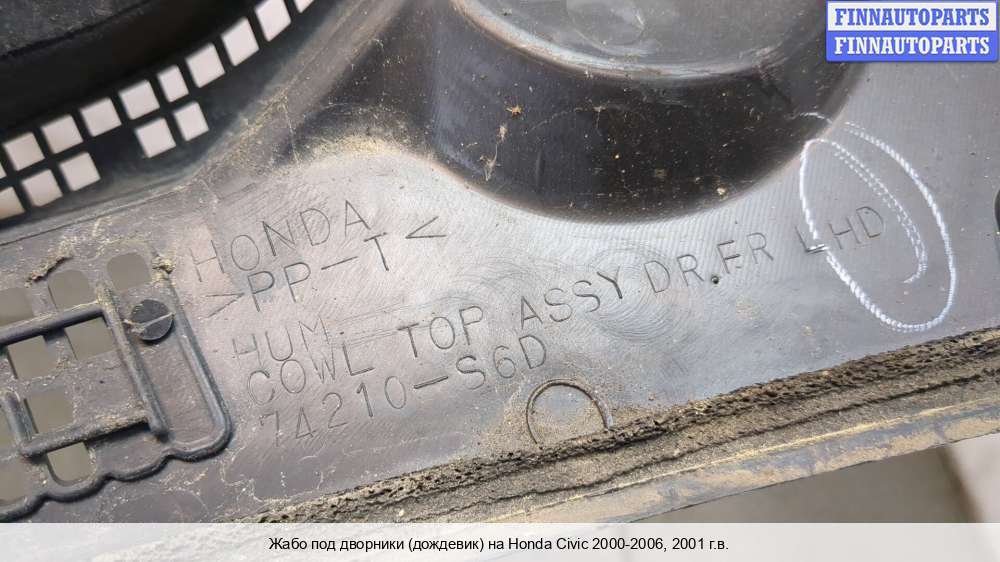 FINNAUTOPARTS
FINNAUTOPARTS
HONDA
>PP-T<
HUM
COWL TOP ASSY DR.FR LHD
74210-S6D
Жабо под дворники (дождевик) на Honda Civic 2000-2006, 2001 г.в.